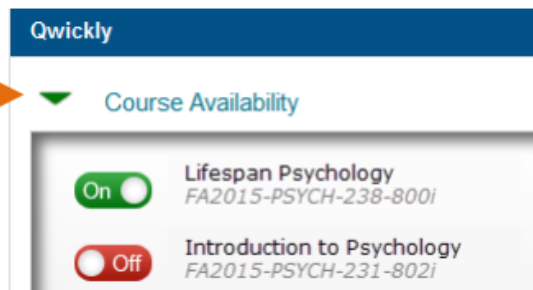 Qwickly
Course Availability
On
Lifespan Psychology
FA2015-PSYCH-238-800i
Off
Introduction to Psychology
FA2015-PSYCH-231-802i